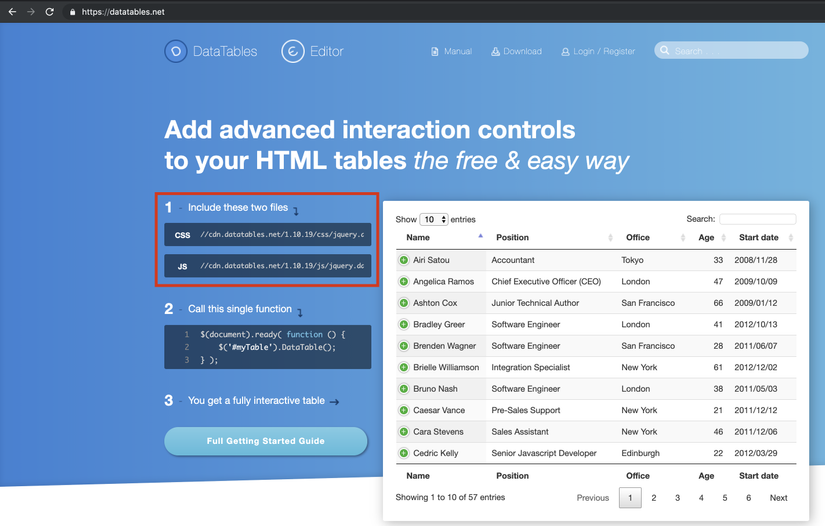 https://datatables.net
DataTables Editor Manual Download Login / Register Search
Add advanced interaction controls
to your HTML tables the free & easy way
1 - Include these two files
CSS //cdn.datatables.net/1.10.19/css/jquery.d
JS //cdn.datatables.net/1.10.19/js/jquery.da
2 - Call this single function
1 $(document).ready( function () {
2 $('#myTable').DataTable();
3 } );
3 - You get a fully interactive table
Full Getting Started Guide
Show 10 entries Search:
Name Position Office Age Start date
Airi Satou Accountant Tokyo 33 2008/11/28
Angelica Ramos Chief Executive Officer (CEO) London 47 2009/10/09
Ashton Cox Junior Technical Author San Francisco 66 2009/01/12
Bradley Greer Software Engineer London 41 2012/10/13
Brenden Wagner Software Engineer San Francisco 28 2011/06/07
Brielle Williamson Integration Specialist New York 61 2012/12/02
Bruno Nash Software Engineer London 38 2011/05/03
Caesar Vance Pre-Sales Support New York 21 2011/12/12
Cara Stevens Sales Assistant New York 46 2011/12/06
Cedric Kelly Senior Javascript Developer Edinburgh 22 2012/03/29
Name Position Office Age Start date
Showing 1 to 10 of 57 entries Previous 1 2 3 4 5 6 Next